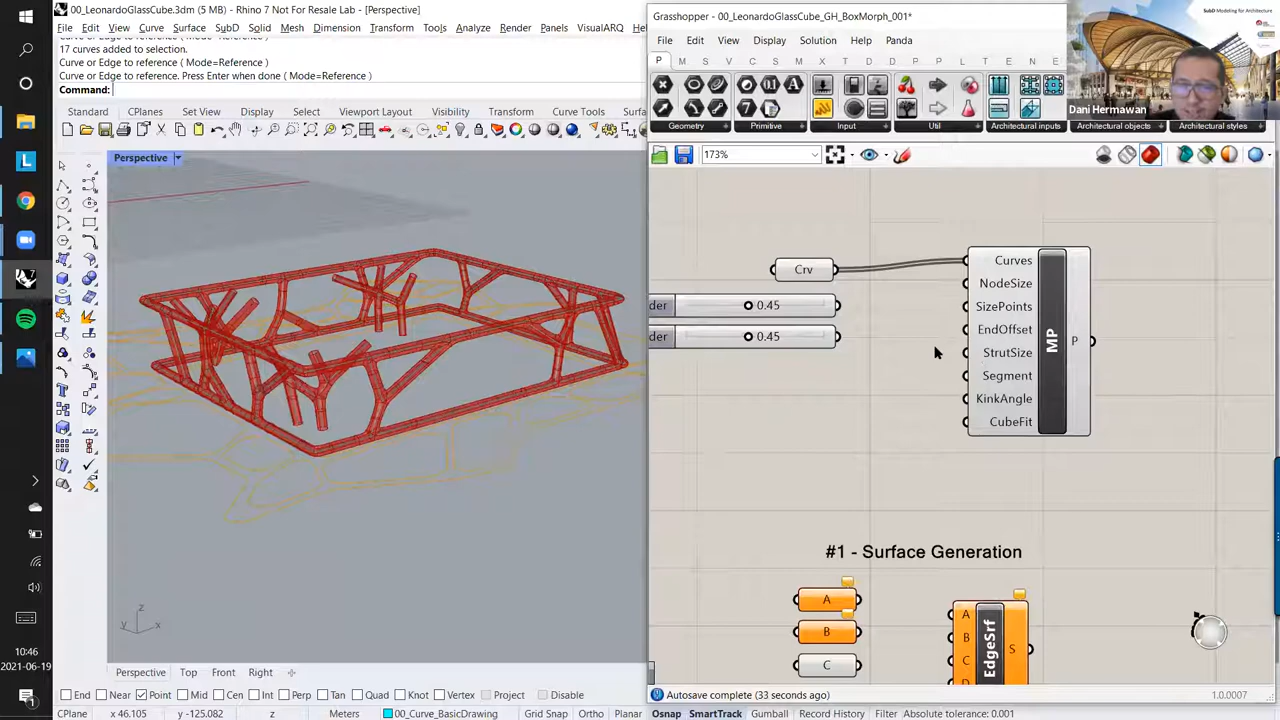 00_LeonardoGlassCube.3dm (5 MB) - Rhino 7 Not For Resale Lab - [Perspective]
File Edit View Curve Surface SubD Solid Mesh Dimension Transform Tools Analyze Render Panels VisualARQ
17 curves added to selection.
Curve or Edge to reference ( Mode=Reference )
Curve or Edge to reference. Press Enter when done ( Mode=Reference )
Command:
Standard CPlanes Set View Display Select Viewport Layout Visibility Transform Curve Tools
Perspective
Grasshopper - 00_LeonardoGlassCube_GH_BoxMorph_001*
File Edit View Display Solution Help Panda
P M S V C S M I T D
Geometry Primitive Input Util Architectural inputs Architectural objects Architectural styles
SubD Modeling for Architecture
Dani Hermawan
173%
Crv
der 0.45
der 0.45
Curves
NodeSize
SizePoints
EndOffset
StrutSize
Segment
KinkAngle
CubeFit
MP
P
#1 - Surface Generation
A
B
C
A
B
C
EdgeSrf
S
z
y
x
Perspective Top Front Right
End Near Point Mid Cen Int Perp Tan Quad Knot Vertex Project Disable
CPlane x 46.105 y -125.082 z Meters 00_Curve_BasicDrawing Grid Snap Ortho Planar Osnap SmartTrack Gumball Record History Filter Absolute tolerance: 0.001
Autosave complete (33 seconds ago)
1.0.0007
10:46
2021-06-19